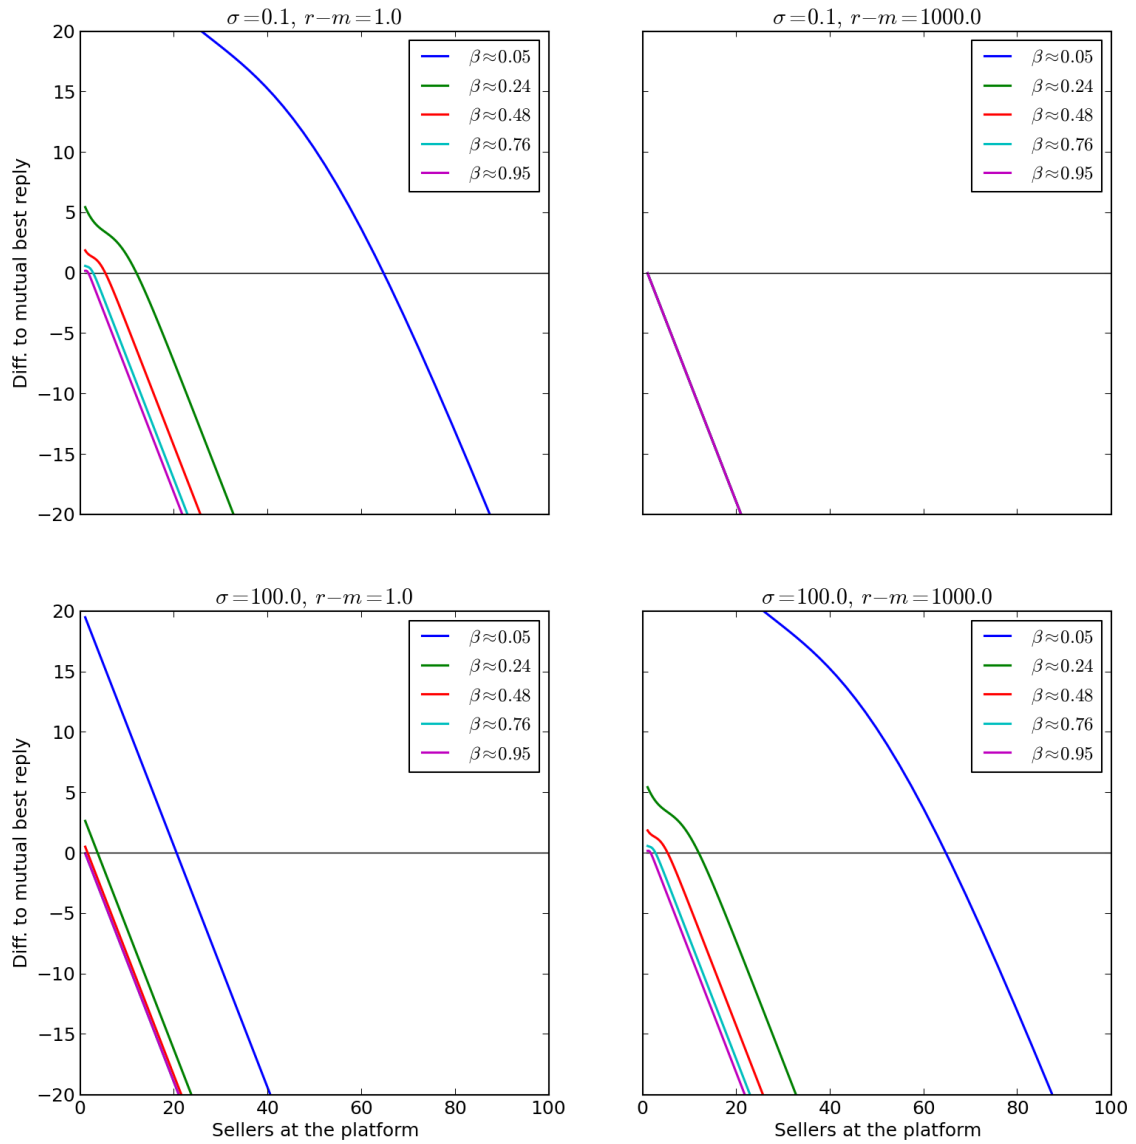 σ=0.1, r−m=1.0
20
15
10
5
0
−5
−10
−15
−20
Diff. to mutual best reply
β≈0.05
β≈0.24
β≈0.48
β≈0.76
β≈0.95
σ=0.1, r−m=1000.0
β≈0.05
β≈0.24
β≈0.48
β≈0.76
β≈0.95
σ=100.0, r−m=1.0
20
15
10
5
0
−5
−10
−15
−20
Diff. to mutual best reply
β≈0.05
β≈0.24
β≈0.48
β≈0.76
β≈0.95
0 20 40 60 80 100
Sellers at the platform
σ=100.0, r−m=1000.0
β≈0.05
β≈0.24
β≈0.48
β≈0.76
β≈0.95
0 20 40 60 80 100
Sellers at the platform